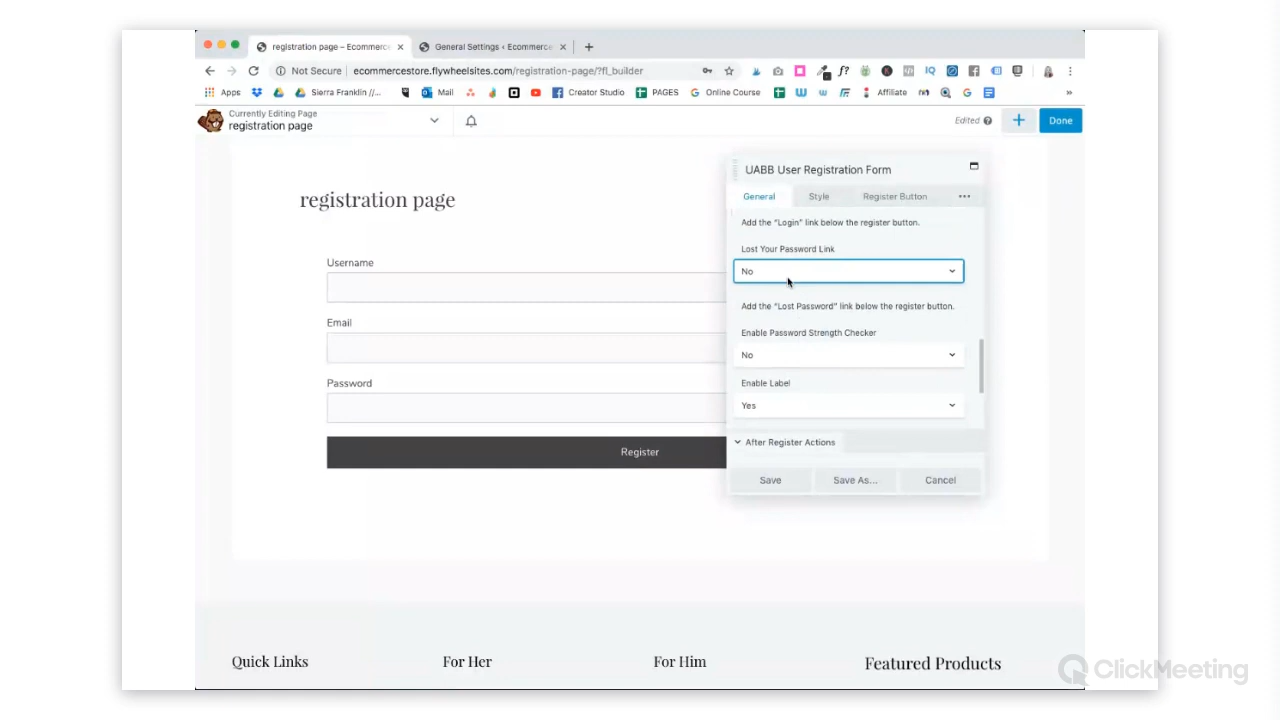 registration page – Ecommerc
General Settings ‹ Ecommerce
Not Secure
ecommercestore.flywheelsites.com/registration-page/?fl_builder
f?
IQ
Apps
Sierra Franklin //...
Mail
Creator Studio
PAGES
Online Course
Affiliate
»
Currently Editing Page
registration page
Edited
Done
UABB User Registration Form
General
Style
Register Button
registration page
Add the "Login" link below the register button.
Lost Your Password Link
No
Username
Add the "Lost Password" link below the register button.
Email
Enable Password Strength Checker
No
Password
Enable Label
Yes
Register
After Register Actions
Save
Save As...
Cancel
Quick Links
For Her
For Him
Featured Products
ClickMeeting